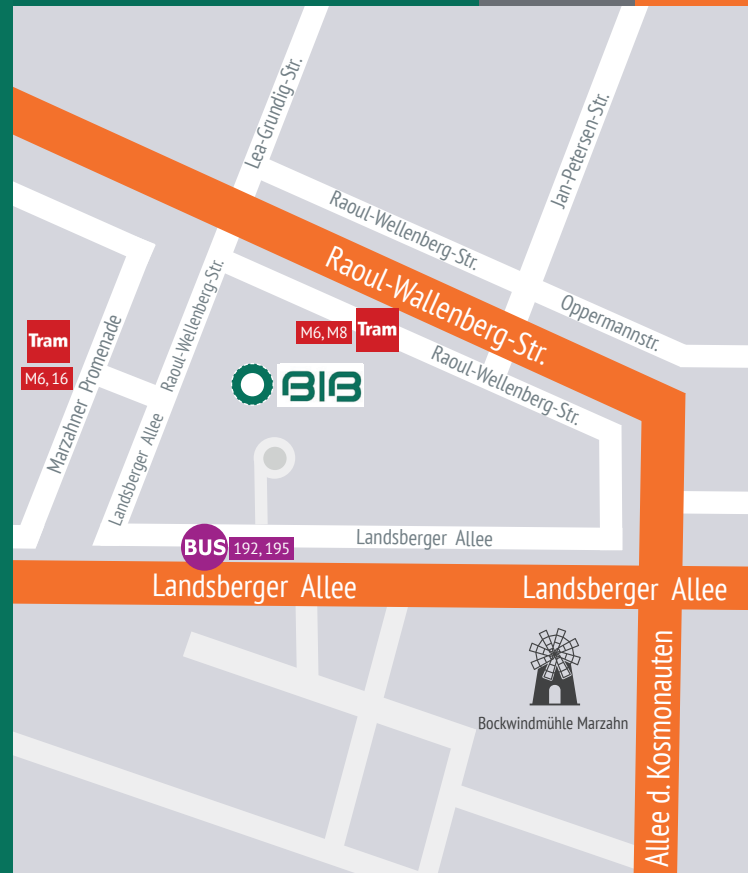 Lea-Grundig-Str.
Jan-Petersen-Str.
Raoul-Wellenberg-Str.
Raoul-Wallenberg-Str.
Oppermannstr.
Raoul-Wellenberg-Str.
Tram
M6, 16
Marzahner Promenade
M6, M8
Tram
Raoul-Wellenberg-Str.
BIB
Landsberger Allee
BUS
192, 195
Landsberger Allee
Landsberger Allee
Landsberger Allee
Bockwindmühle Marzahn
Allee d. Kosmonauten